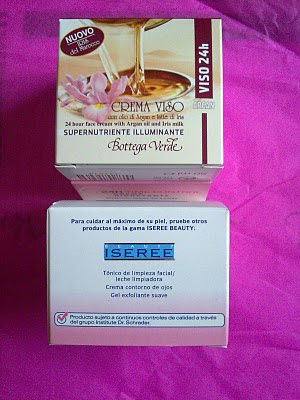 NUOVO
VISO 24h
CREMA VISO
con olio di Argan e latte di Iris
24 hour face cream with Argan oil and Iris milk
SUPERNUTRIENTE ILLUMINANTE
Bottega Verde
Para cuidar al máximo de su piel, pruebe otros
productos de la gama ISEREE BEAUTY:
BEAUTY
ISEREE
Tónico de limpieza facial/
leche limpiadora
Crema contorno de ojos
Gel exfoliante suave
Producto sujeto a continuos controles de calidad a través
del grupo Institute Dr. Schrader.